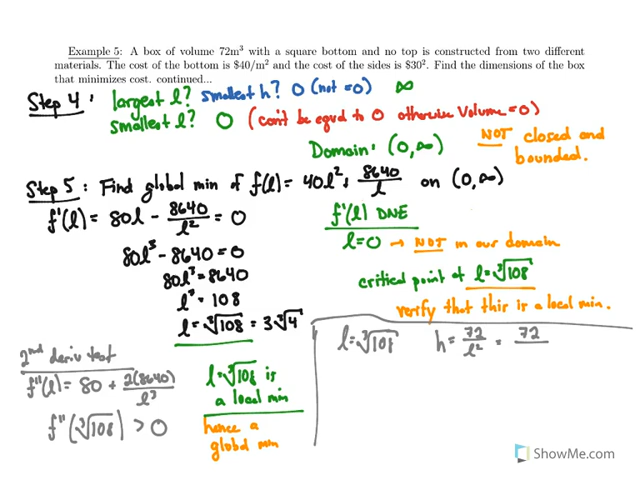 Example 5: A box of volume 72m³ with a square bottom and no top is constructed from two different
materials. The cost of the bottom is $40/m² and the cost of the sides is $30². Find the dimensions of the box
that minimizes cost. continued...
Step 4: largest l? smallest h? 0 (not =0) ∞
smallest l? 0 (can't be equal to 0 otherwise Volume = 0)
Domain: (0,∞)
NOT closed and
bounded.
Step 5: Find global min of f(l) = 40l² + 8640/l on (0,∞)
f'(l) = 80l - 8640/l² = 0
80l³ - 8640 = 0
80l³ = 8640
l³ = 108
l = ∛108 = 3∛4
f'(l) DNE
l = 0 → NOT in our domain
critical point at l = ∛108
verify that this is a local min.
2nd deriv test
f''(l) = 80 + 2(8640)/l³
f''(∛108) > 0
l = ∛108 is
a local min
hence a
global min
l = ∛108 h = 72/l² = 72
ShowMe.com